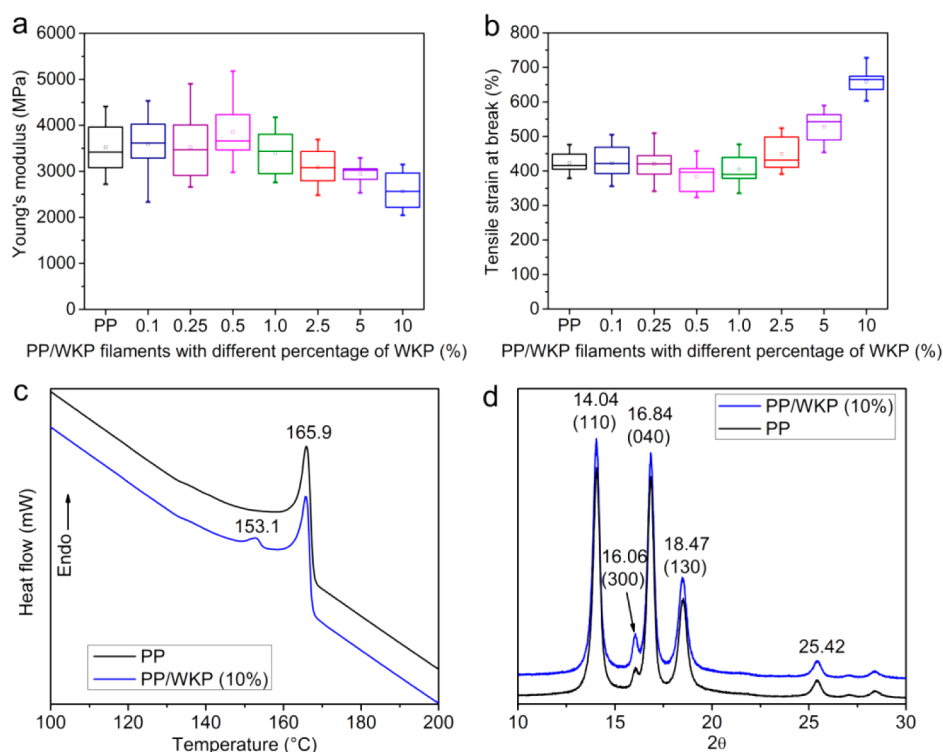 a
Young's modulus (MPa)
6000
5000
4000
3000
2000
1000
0
PP 0.1 0.25 0.5 1.0 2.5 5 10
PP/WKP filaments with different percentage of WKP (%)
b
Tensile strain at break (%)
800
700
600
500
400
300
200
100
0
PP 0.1 0.25 0.5 1.0 2.5 5 10
PP/WKP filaments with different percentage of WKP (%)
c
Heat flow (mW)
Endo
165.9
153.1
PP
PP/WKP (10%)
100 120 140 160 180 200
Temperature (°C)
d
14.04
(110)
16.84
(040)
PP/WKP (10%)
PP
16.06
(300)
18.47
(130)
25.42
10 15 20 25 30
2θ